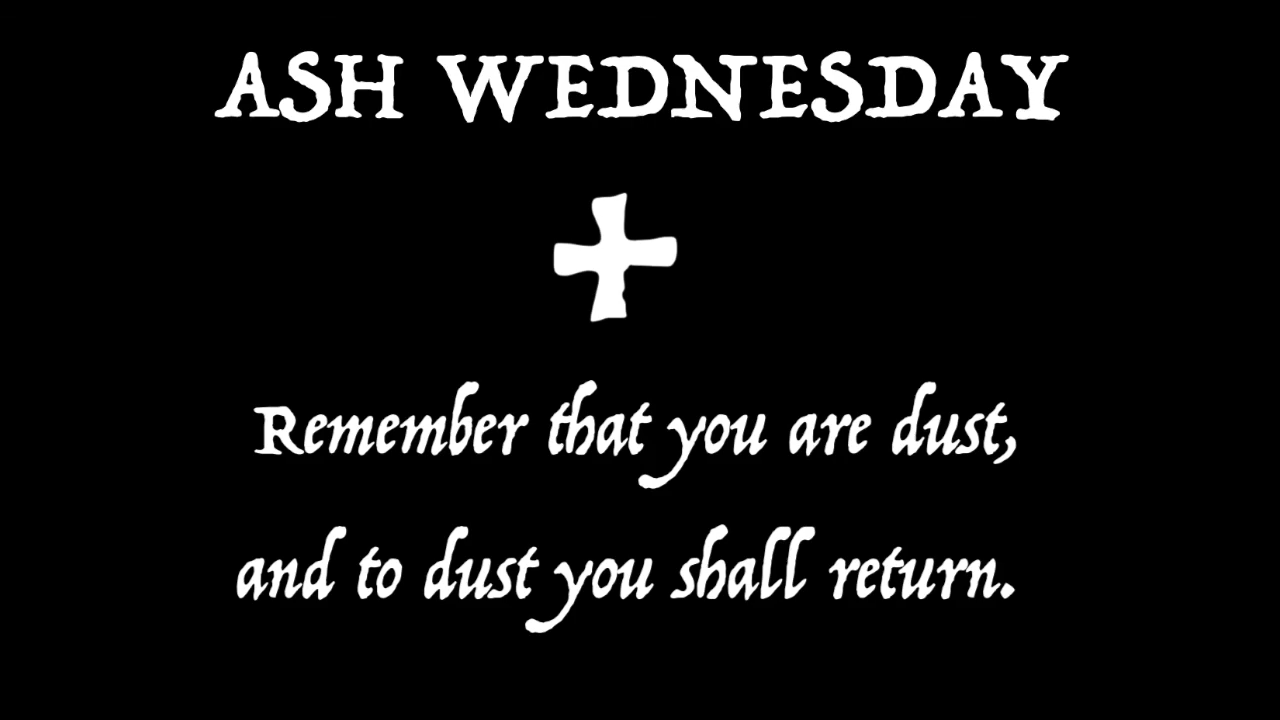 ASH WEDNESDAY
Remember that you are dust,
and to dust you shall return.